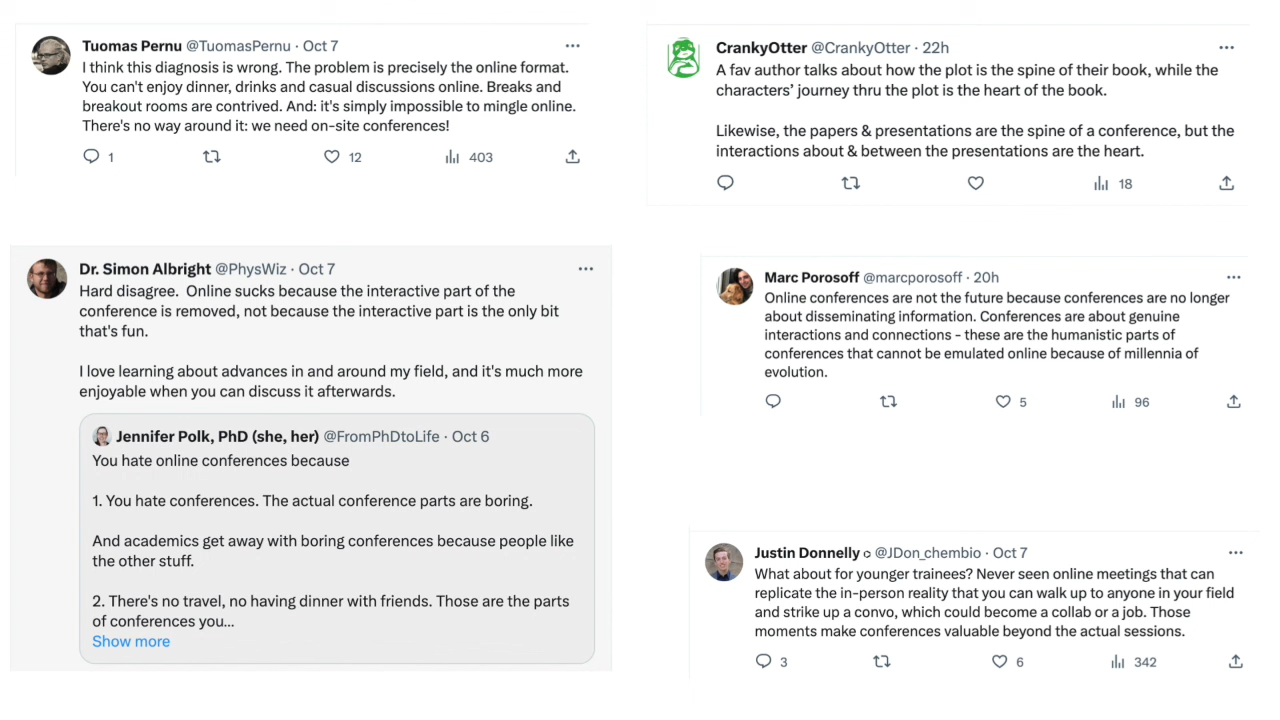 Tuomas Pernu @TuomasPernu · Oct 7
I think this diagnosis is wrong. The problem is precisely the online format.
You can't enjoy dinner, drinks and casual discussions online. Breaks and
breakout rooms are contrived. And: it's simply impossible to mingle online.
There's no way around it: we need on-site conferences!
1 12 403
CrankyOtter @CrankyOtter · 22h
A fav author talks about how the plot is the spine of their book, while the
characters’ journey thru the plot is the heart of the book.
Likewise, the papers & presentations are the spine of a conference, but the
interactions about & between the presentations are the heart.
18
Dr. Simon Albright @PhysWiz · Oct 7
Hard disagree. Online sucks because the interactive part of the
conference is removed, not because the interactive part is the only bit
that's fun.
I love learning about advances in and around my field, and it's much more
enjoyable when you can discuss it afterwards.
Jennifer Polk, PhD (she, her) @FromPhDtoLife · Oct 6
You hate online conferences because
1. You hate conferences. The actual conference parts are boring.
And academics get away with boring conferences because people like
the other stuff.
2. There's no travel, no having dinner with friends. Those are the parts
of conferences you...
Show more
Marc Porosoff @marcporosoff · 20h
Online conferences are not the future because conferences are no longer
about disseminating information. Conferences are about genuine
interactions and connections - these are the humanistic parts of
conferences that cannot be emulated online because of millennia of
evolution.
5 96
Justin Donnelly @JDon_chembio · Oct 7
What about for younger trainees? Never seen online meetings that can
replicate the in-person reality that you can walk up to anyone in your field
and strike up a convo, which could become a collab or a job. Those
moments make conferences valuable beyond the actual sessions.
3 6 342